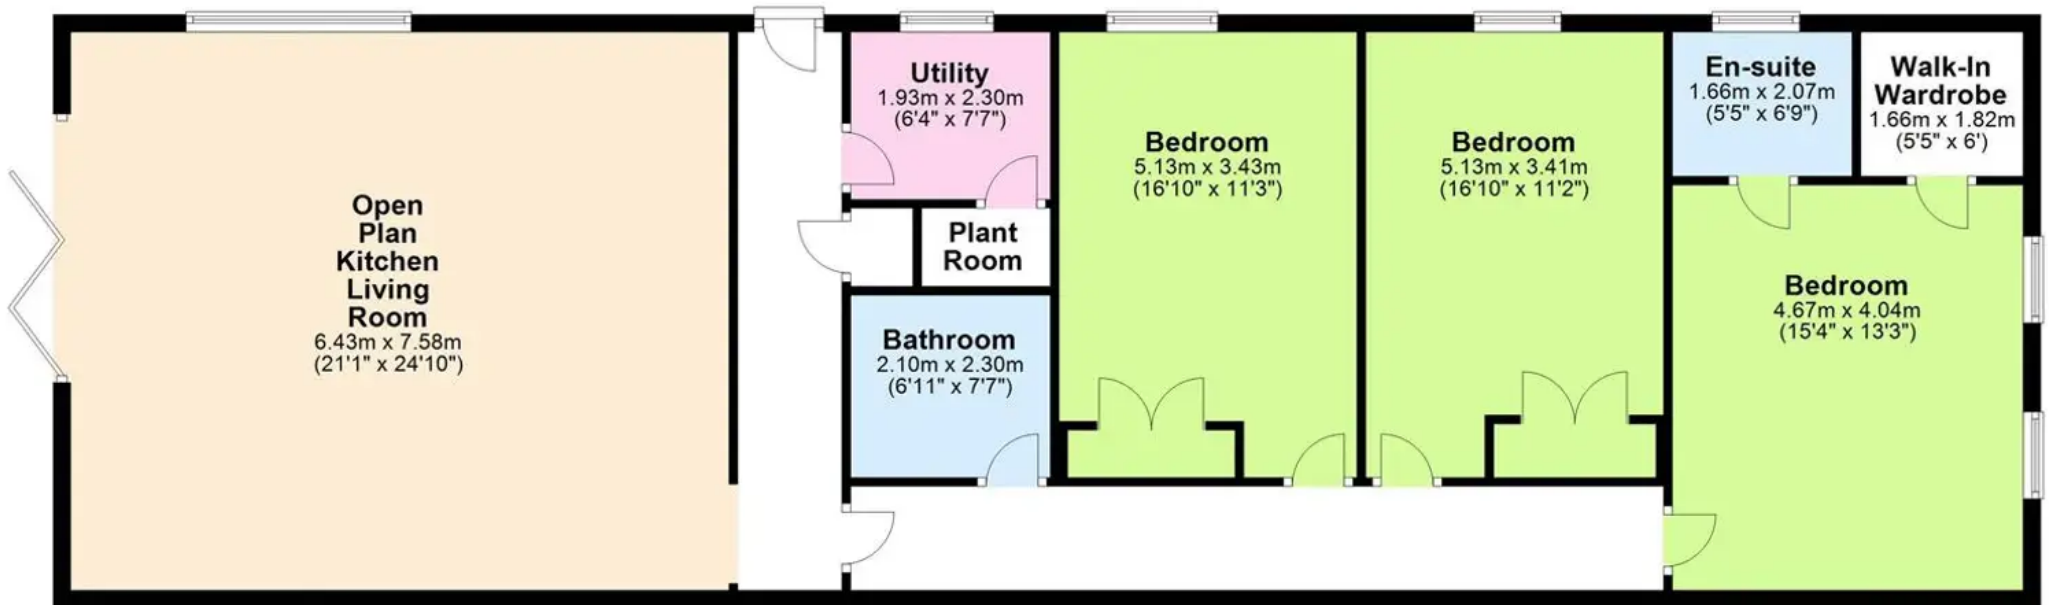 Open
Plan
Kitchen
Living
Room
6.43m x 7.58m
(21'1" x 24'10")
Utility
1.93m x 2.30m
(6'4" x 7'7")
Plant
Room
Bathroom
2.10m x 2.30m
(6'11" x 7'7")
Bedroom
5.13m x 3.43m
(16'10" x 11'3")
Bedroom
5.13m x 3.41m
(16'10" x 11'2")
En-suite
1.66m x 2.07m
(5'5" x 6'9")
Walk-In
Wardrobe
1.66m x 1.82m
(5'5" x 6')
Bedroom
4.67m x 4.04m
(15'4" x 13'3")